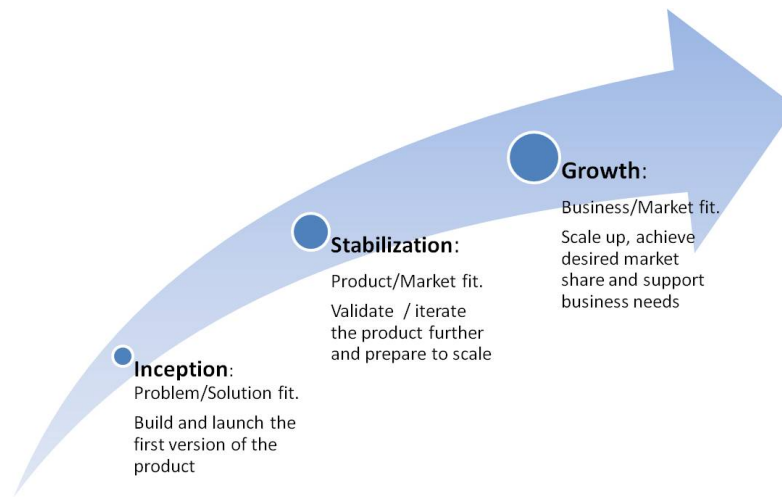 Growth:
Business/Market fit.
Scale up, achieve
desired market
share and support
business needs
Stabilization:
Product/Market fit.
Validate / iterate
the product further
and prepare to scale
Inception:
Problem/Solution fit.
Build and launch the
first version of the
product